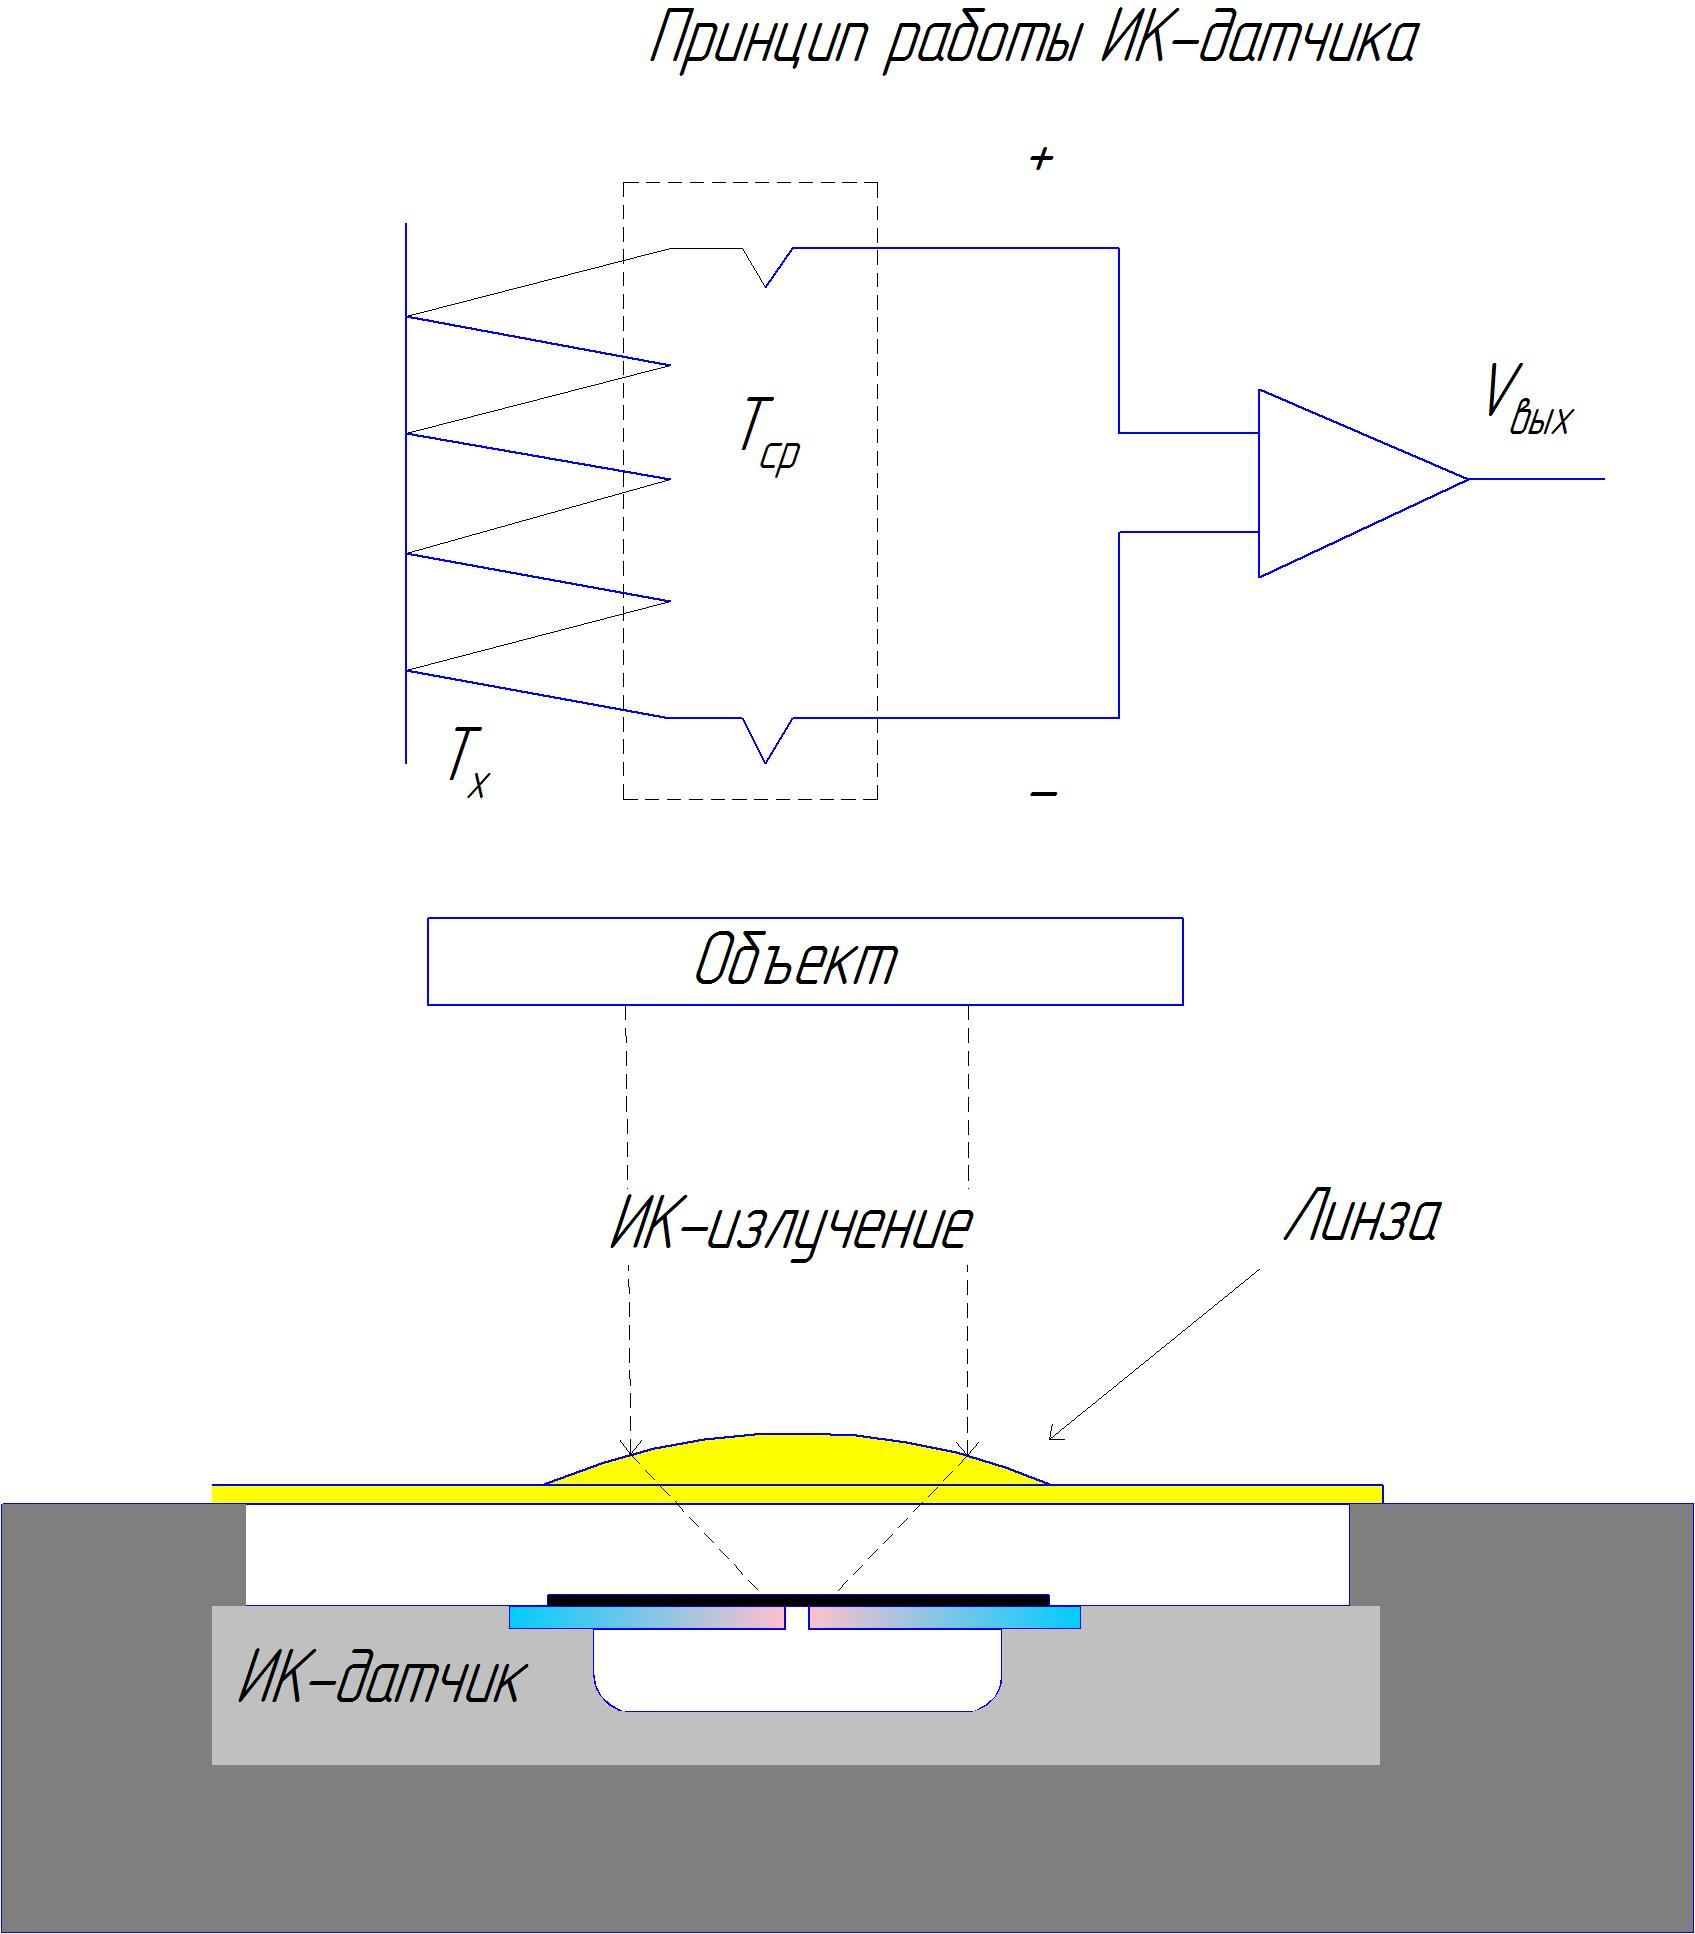 Принцип работы ИК-датчика
+
Vвых
Tср
Tx
−
Объект
ИК-излучение
Линза
ИК-датчик